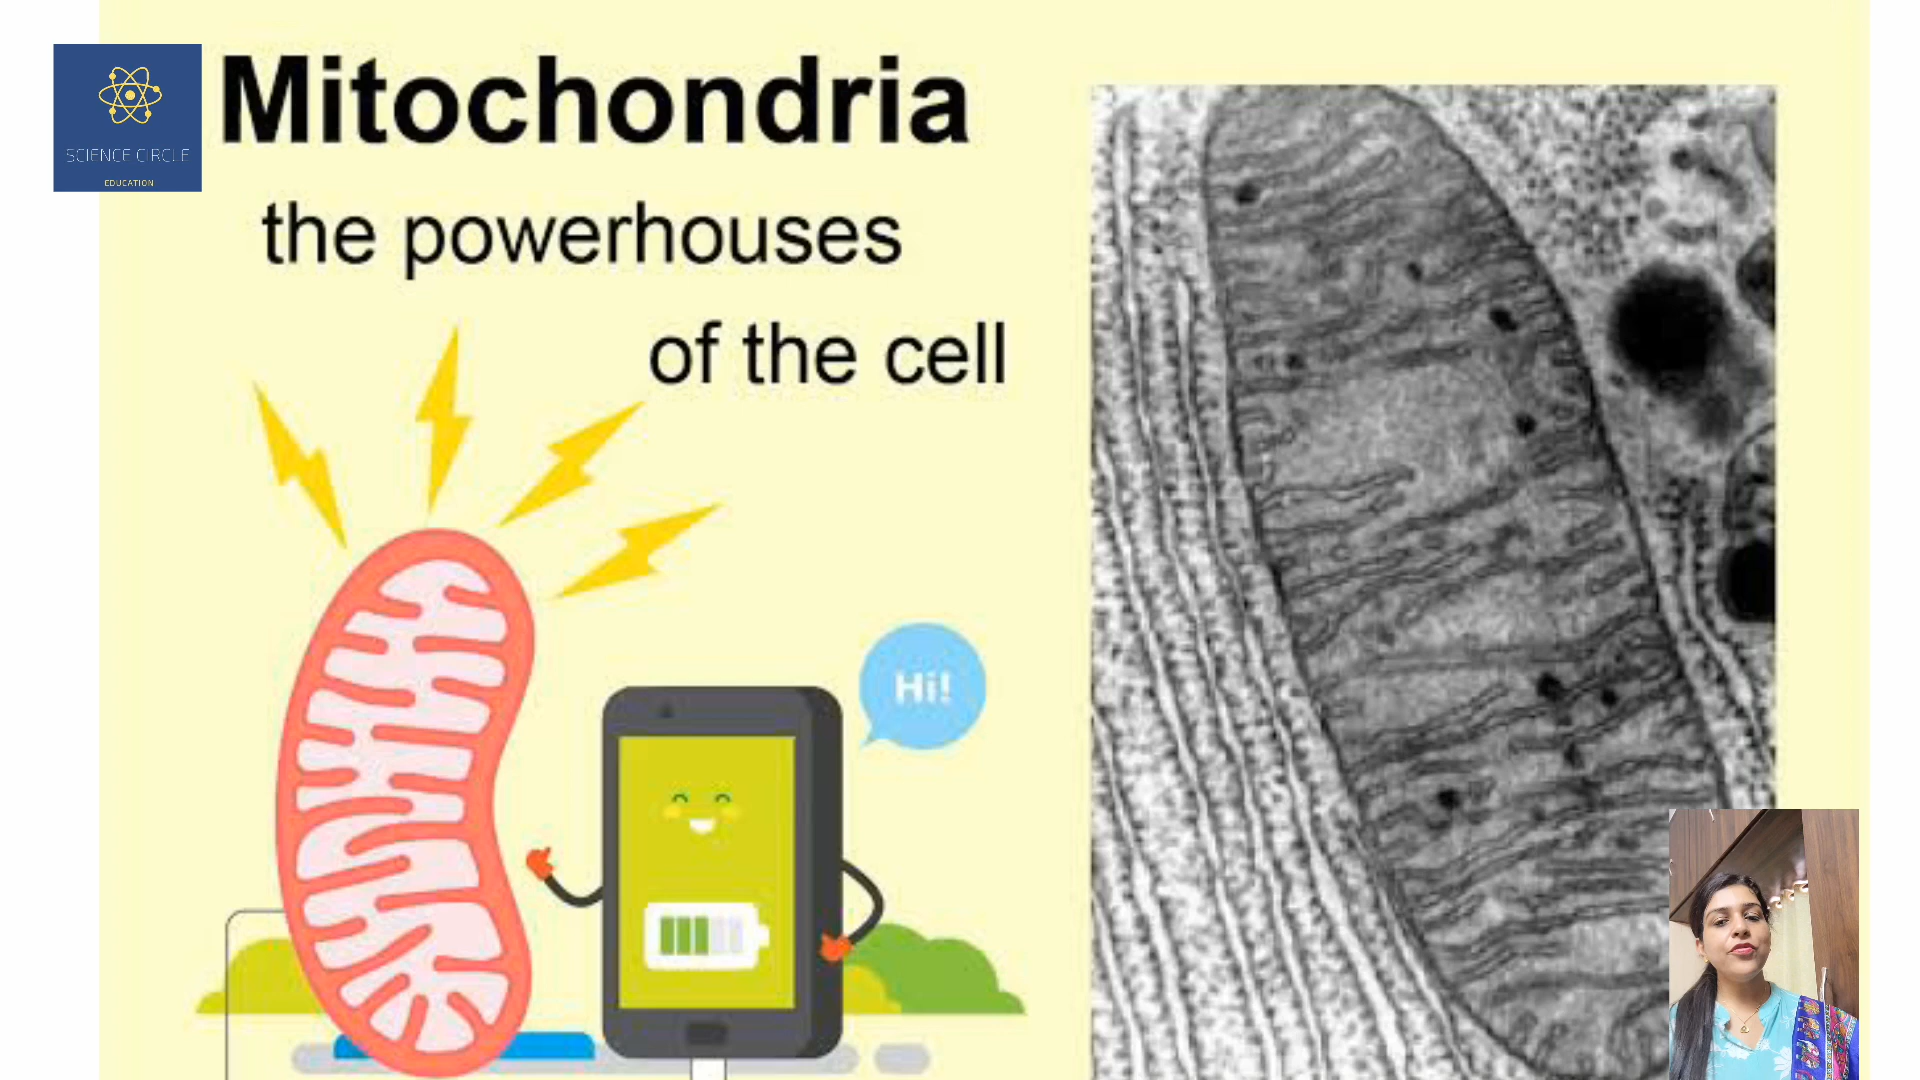 SCIENCE CIRCLE
EDUCATION
Mitochondria
the powerhouses
of the cell
Hi!